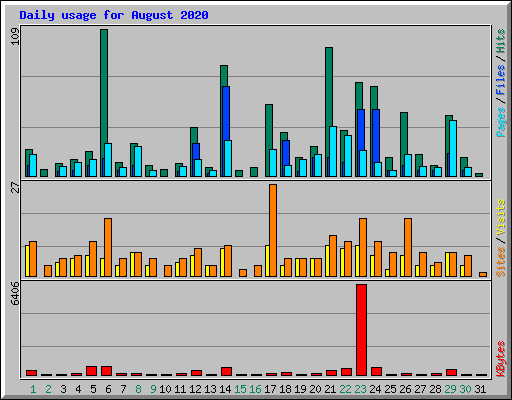 Daily usage for August 2020
109
Pages / Files / Hits
27
Sites / Visits
6406
KBytes
1 2 3 4 5 6 7 8 9 10 11 12 13 14 15 16 17 18 19 20 21 22 23 24 25 26 27 28 29 30 31